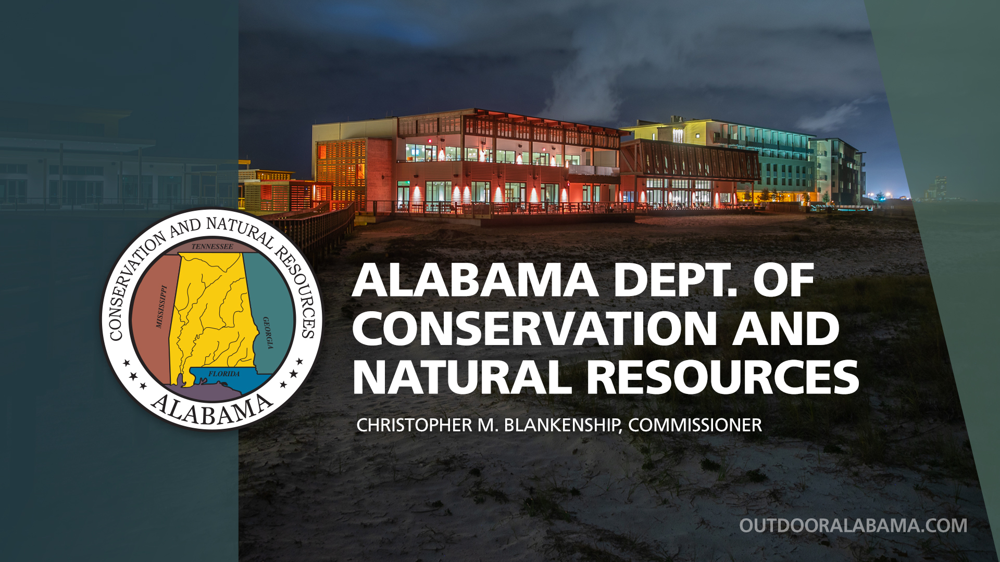 CONSERVATION AND NATURAL RESOURCES
TENNESSEE
MISSISSIPPI
GEORGIA
FLORIDA
ALABAMA
ALABAMA DEPT. OF
CONSERVATION AND
NATURAL RESOURCES
CHRISTOPHER M. BLANKENSHIP, COMMISSIONER
OUTDOORALABAMA.COM